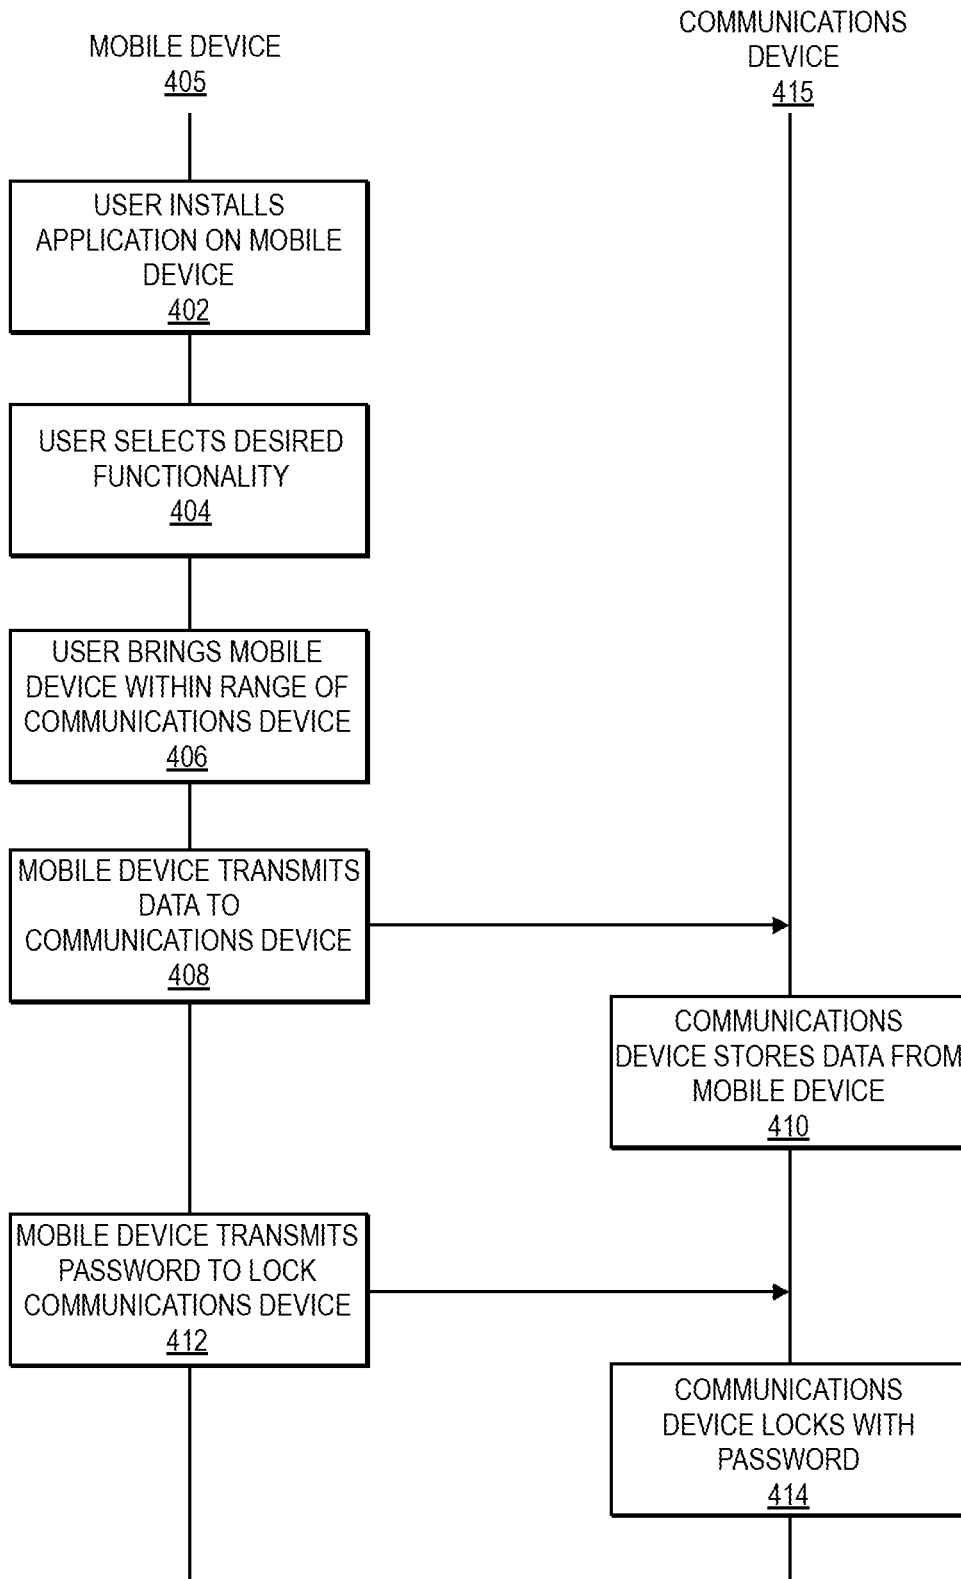 MOBILE DEVICE
405
COMMUNICATIONS
DEVICE
415
USER INSTALLS
APPLICATION ON MOBILE
DEVICE
402
USER SELECTS DESIRED
FUNCTIONALITY
404
USER BRINGS MOBILE
DEVICE WITHIN RANGE OF
COMMUNICATIONS DEVICE
406
MOBILE DEVICE TRANSMITS
DATA TO
COMMUNICATIONS DEVICE
408
COMMUNICATIONS
DEVICE STORES DATA FROM
MOBILE DEVICE
410
MOBILE DEVICE TRANSMITS
PASSWORD TO LOCK
COMMUNICATIONS DEVICE
412
COMMUNICATIONS
DEVICE LOCKS WITH
PASSWORD
414